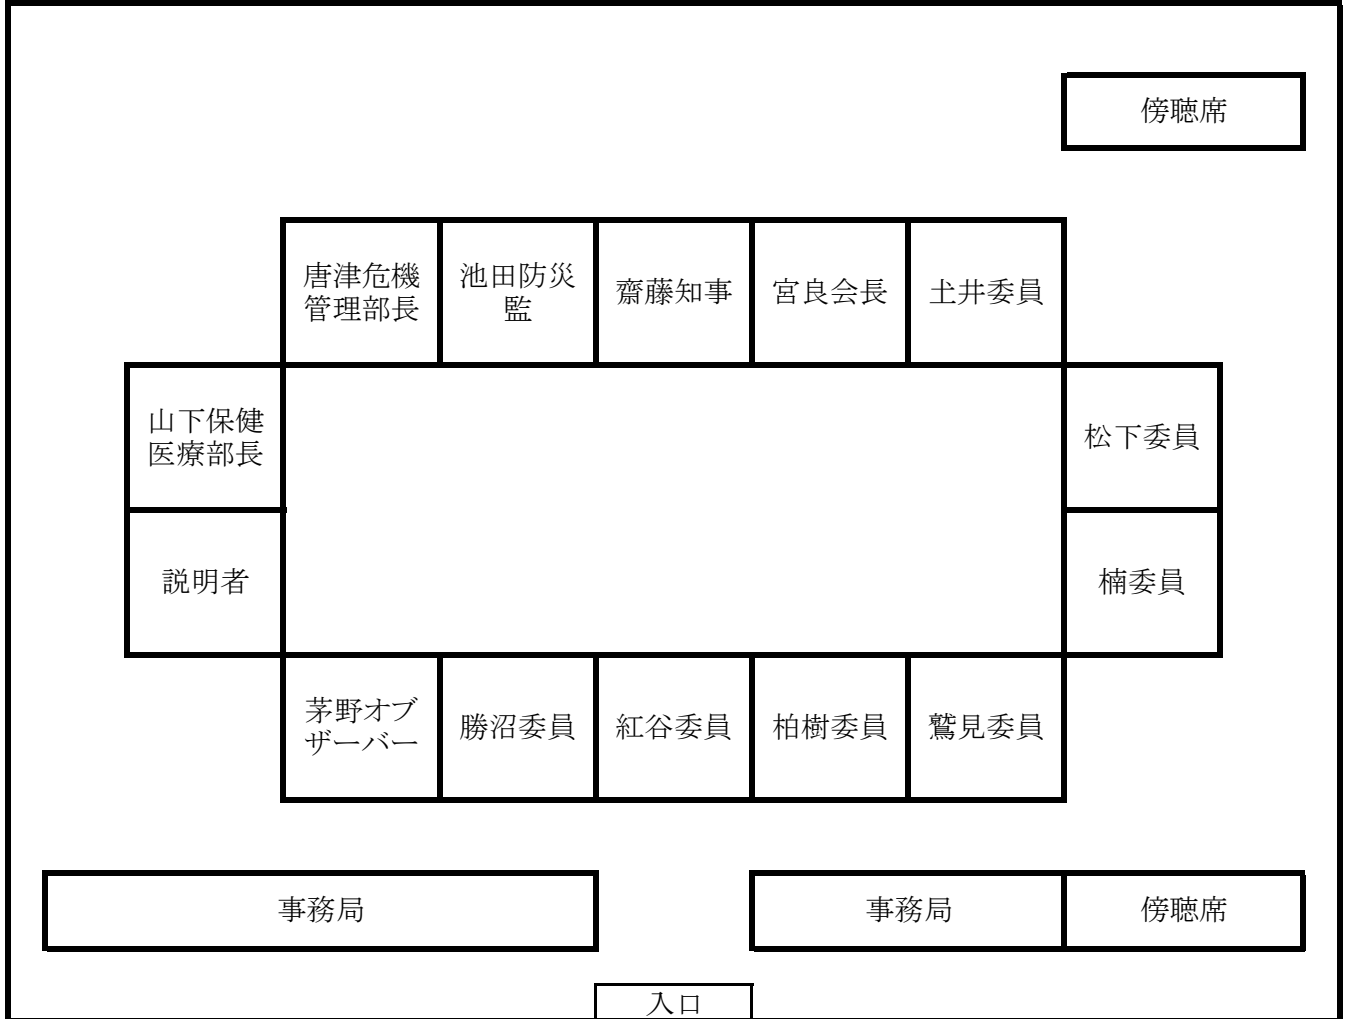 傍聴席
唐津危機
管理部長
池田防災
監
齋藤知事
宮良会長
土井委員
山下保健
医療部長
松下委員
説明者
楠委員
茅野オブ
ザーバー
勝沼委員
紅谷委員
柏樹委員
鷲見委員
事務局
事務局
傍聴席
入口